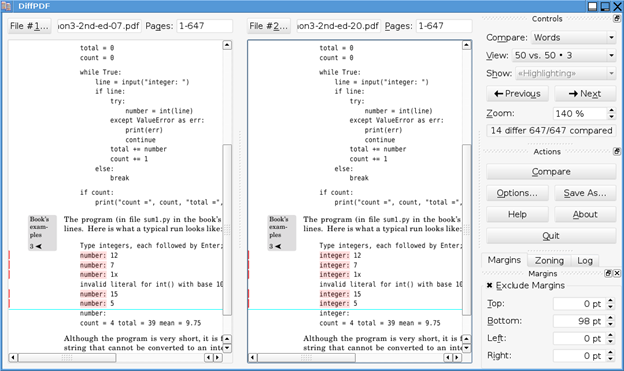 DiffPDF
File #1... ion3-2nd-ed-07.pdf Pages: 1-647
total = 0
count = 0
while True:
line = input("integer: ")
if line:
try:
number = int(line)
except ValueError as err:
print(err)
continue
total += number
count += 1
else:
break
if count:
print("count =", count, "total =",
Book's
exam-
ples
3 ◄
The program (in file sum1.py in the book's
lines. Here is what a typical run looks like:
Type integers, each followed by Enter;
number: 12
number: 7
number: 1x
invalid literal for int() with base 10
number: 15
number: 5
number:
count = 4 total = 39 mean = 9.75
Although the program is very short, it is f
string that cannot be converted to an inte
File #2... ion3-2nd-ed-20.pdf Pages: 1-647
total = 0
count = 0
while True:
line = input("integer: ")
if line:
try:
number = int(line)
except ValueError as err:
print(err)
continue
total += number
count += 1
else:
break
if count:
print("count =", count, "total =",
Book's
exam-
ples
3 ◄
The program (in file sum1.py in the book's
lines. Here is what a typical run looks like:
Type integers, each followed by Enter;
integer: 12
integer: 7
integer: 1x
invalid literal for int() with base 10
integer: 15
integer: 5
integer:
count = 4 total = 39 mean = 9.75
Although the program is very short, it is f
string that cannot be converted to an inte
Controls
Compare: Words
View: 50 vs. 50 • 3
Show: «Highlighting»
Previous Next
Zoom: 140 %
14 differ 647/647 compared
Actions
Compare
Options... Save As...
Help About
Quit
Margins Zoning Log
Margins
Exclude Margins
Top: 0 pt
Bottom: 98 pt
Left: 0 pt
Right: 0 pt